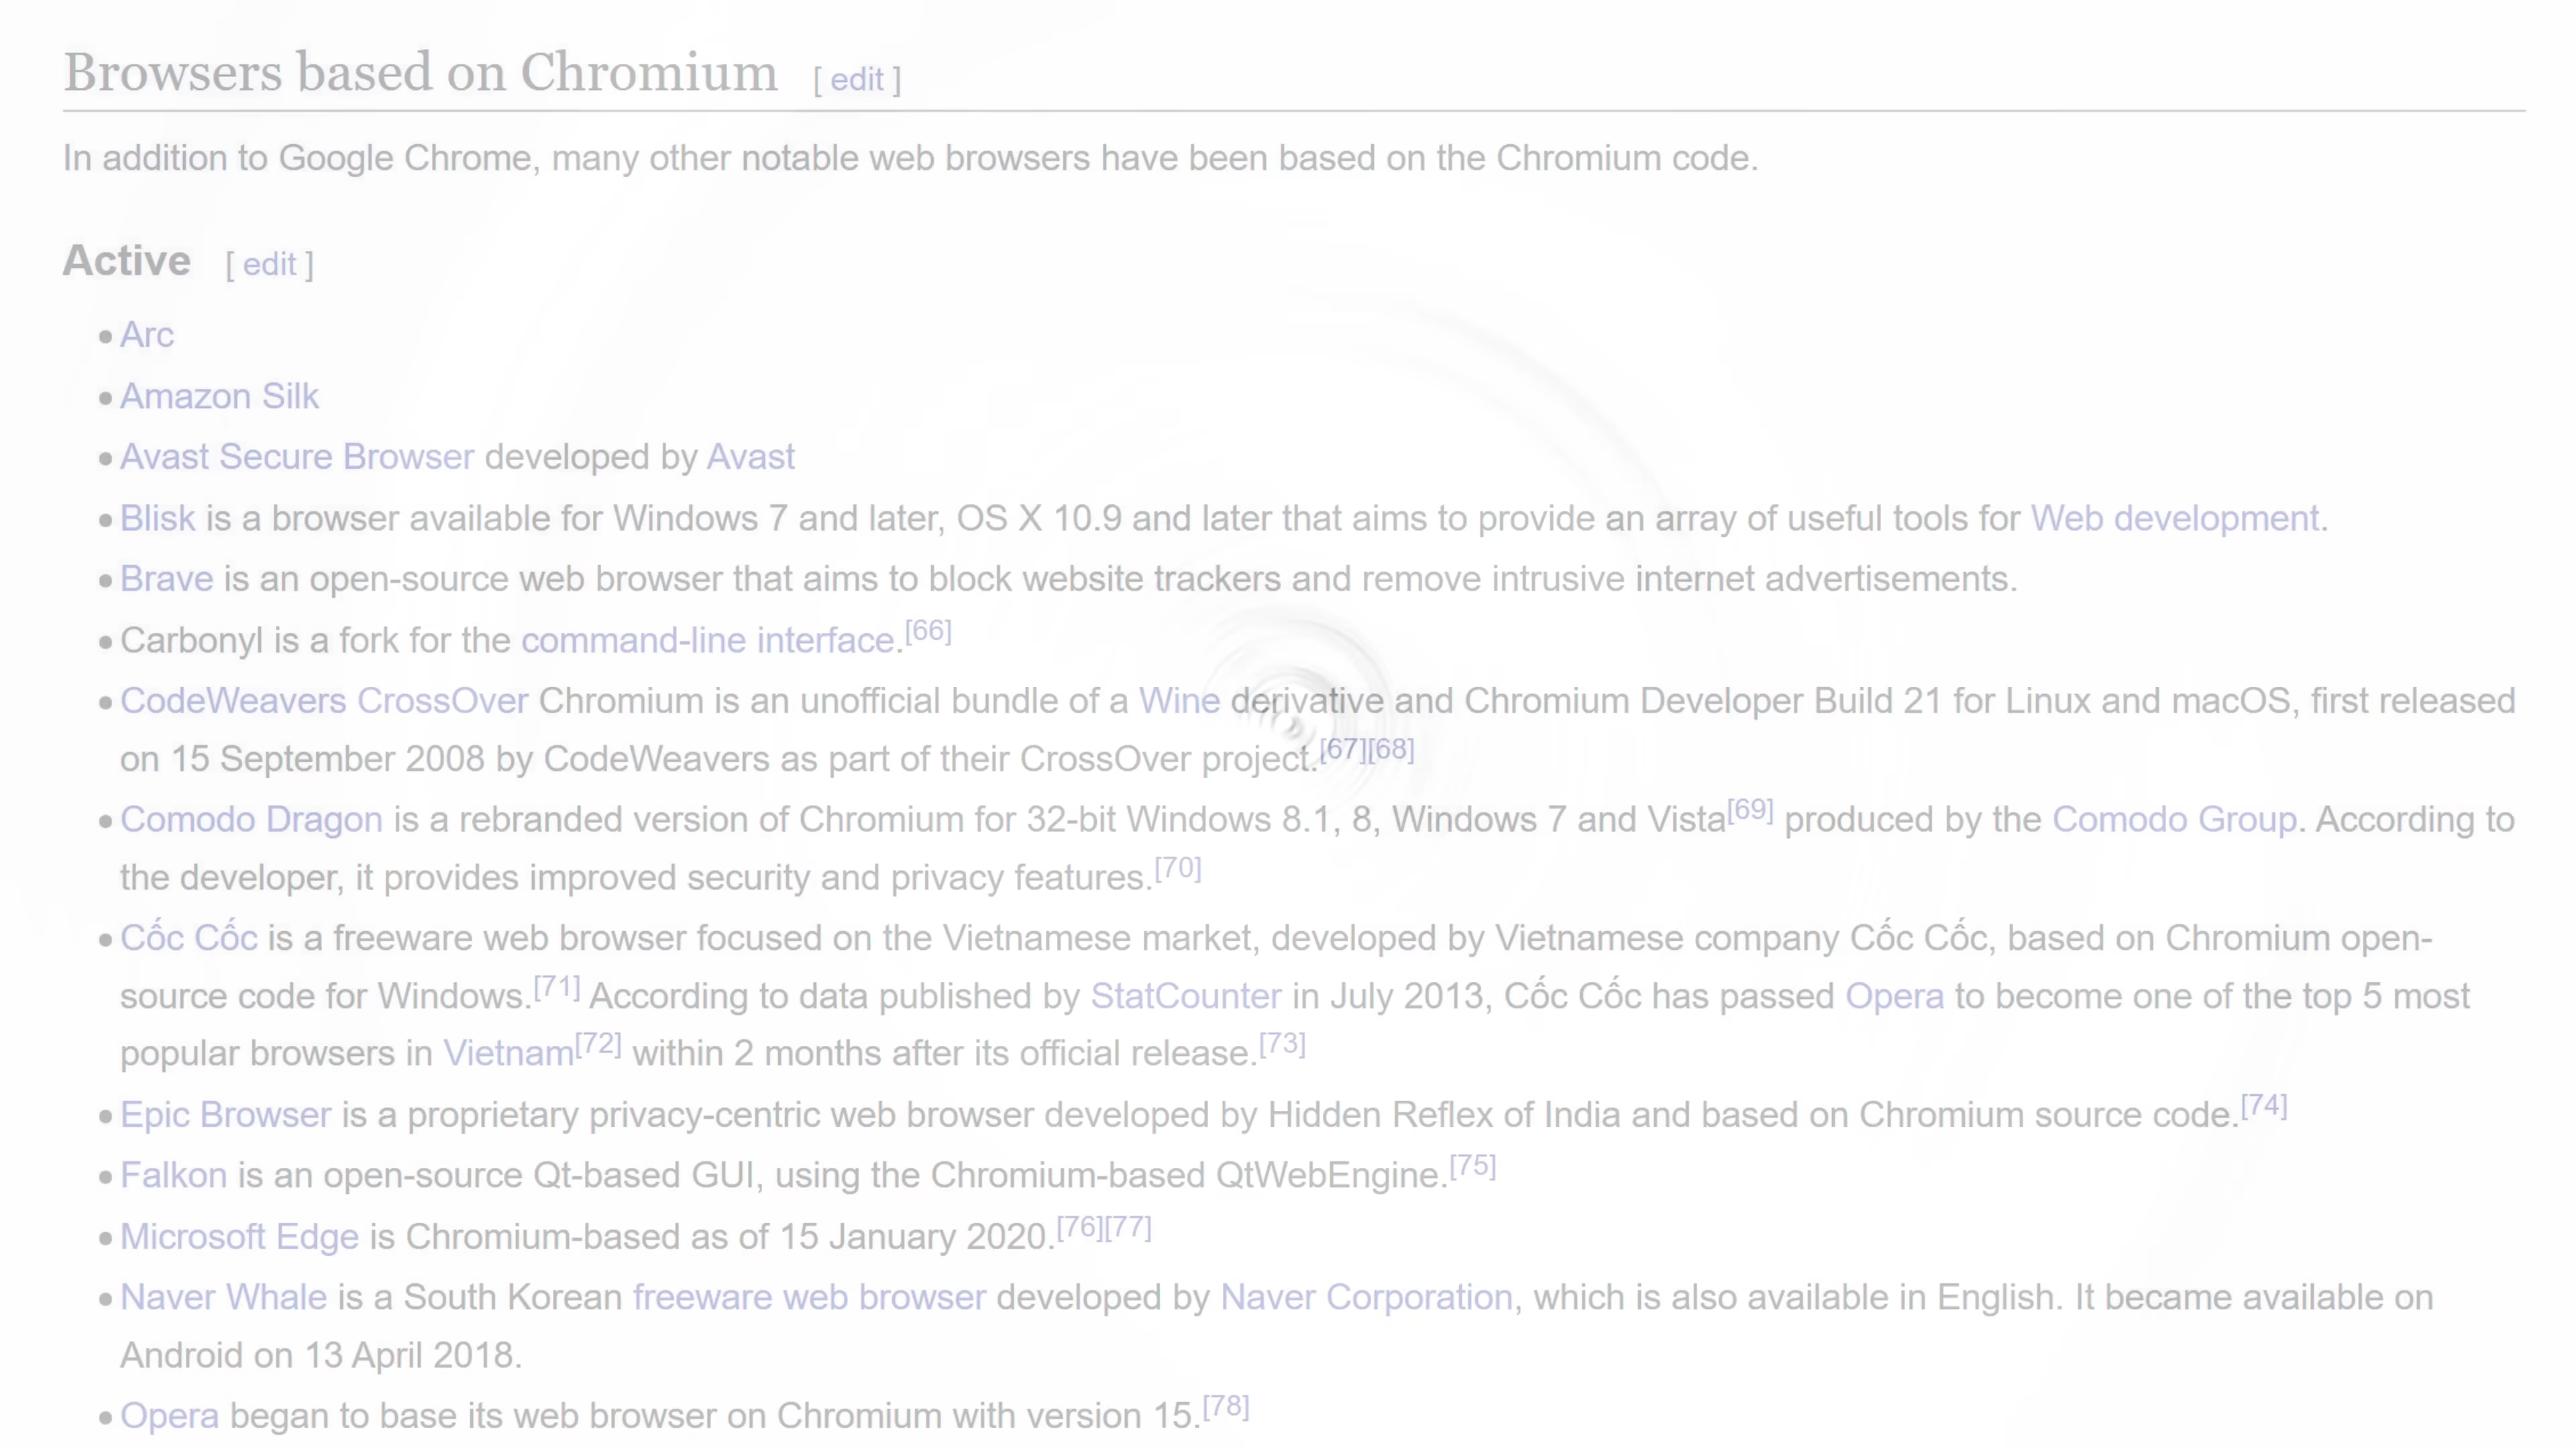 Browsers based on Chromium [ edit ]
In addition to Google Chrome, many other notable web browsers have been based on the Chromium code.
Active [ edit ]
• Arc
• Amazon Silk
• Avast Secure Browser developed by Avast
• Blisk is a browser available for Windows 7 and later, OS X 10.9 and later that aims to provide an array of useful tools for Web development.
• Brave is an open-source web browser that aims to block website trackers and remove intrusive internet advertisements.
• Carbonyl is a fork for the command-line interface.[66]
• CodeWeavers CrossOver Chromium is an unofficial bundle of a Wine derivative and Chromium Developer Build 21 for Linux and macOS, first released
on 15 September 2008 by CodeWeavers as part of their CrossOver project.[67][68]
• Comodo Dragon is a rebranded version of Chromium for 32-bit Windows 8.1, 8, Windows 7 and Vista[69] produced by the Comodo Group. According to
the developer, it provides improved security and privacy features.[70]
• Cốc Cốc is a freeware web browser focused on the Vietnamese market, developed by Vietnamese company Cốc Cốc, based on Chromium open-
source code for Windows.[71] According to data published by StatCounter in July 2013, Cốc Cốc has passed Opera to become one of the top 5 most
popular browsers in Vietnam[72] within 2 months after its official release.[73]
• Epic Browser is a proprietary privacy-centric web browser developed by Hidden Reflex of India and based on Chromium source code.[74]
• Falkon is an open-source Qt-based GUI, using the Chromium-based QtWebEngine.[75]
• Microsoft Edge is Chromium-based as of 15 January 2020.[76][77]
• Naver Whale is a South Korean freeware web browser developed by Naver Corporation, which is also available in English. It became available on
Android on 13 April 2018.
• Opera began to base its web browser on Chromium with version 15.[78]